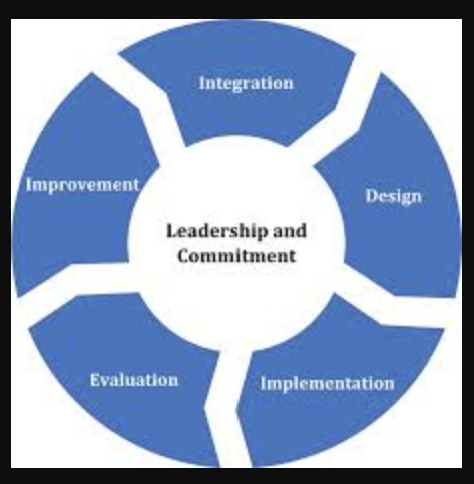 Integration
Improvement
Design
Leadership and
Commitment
Evaluation
Implementation